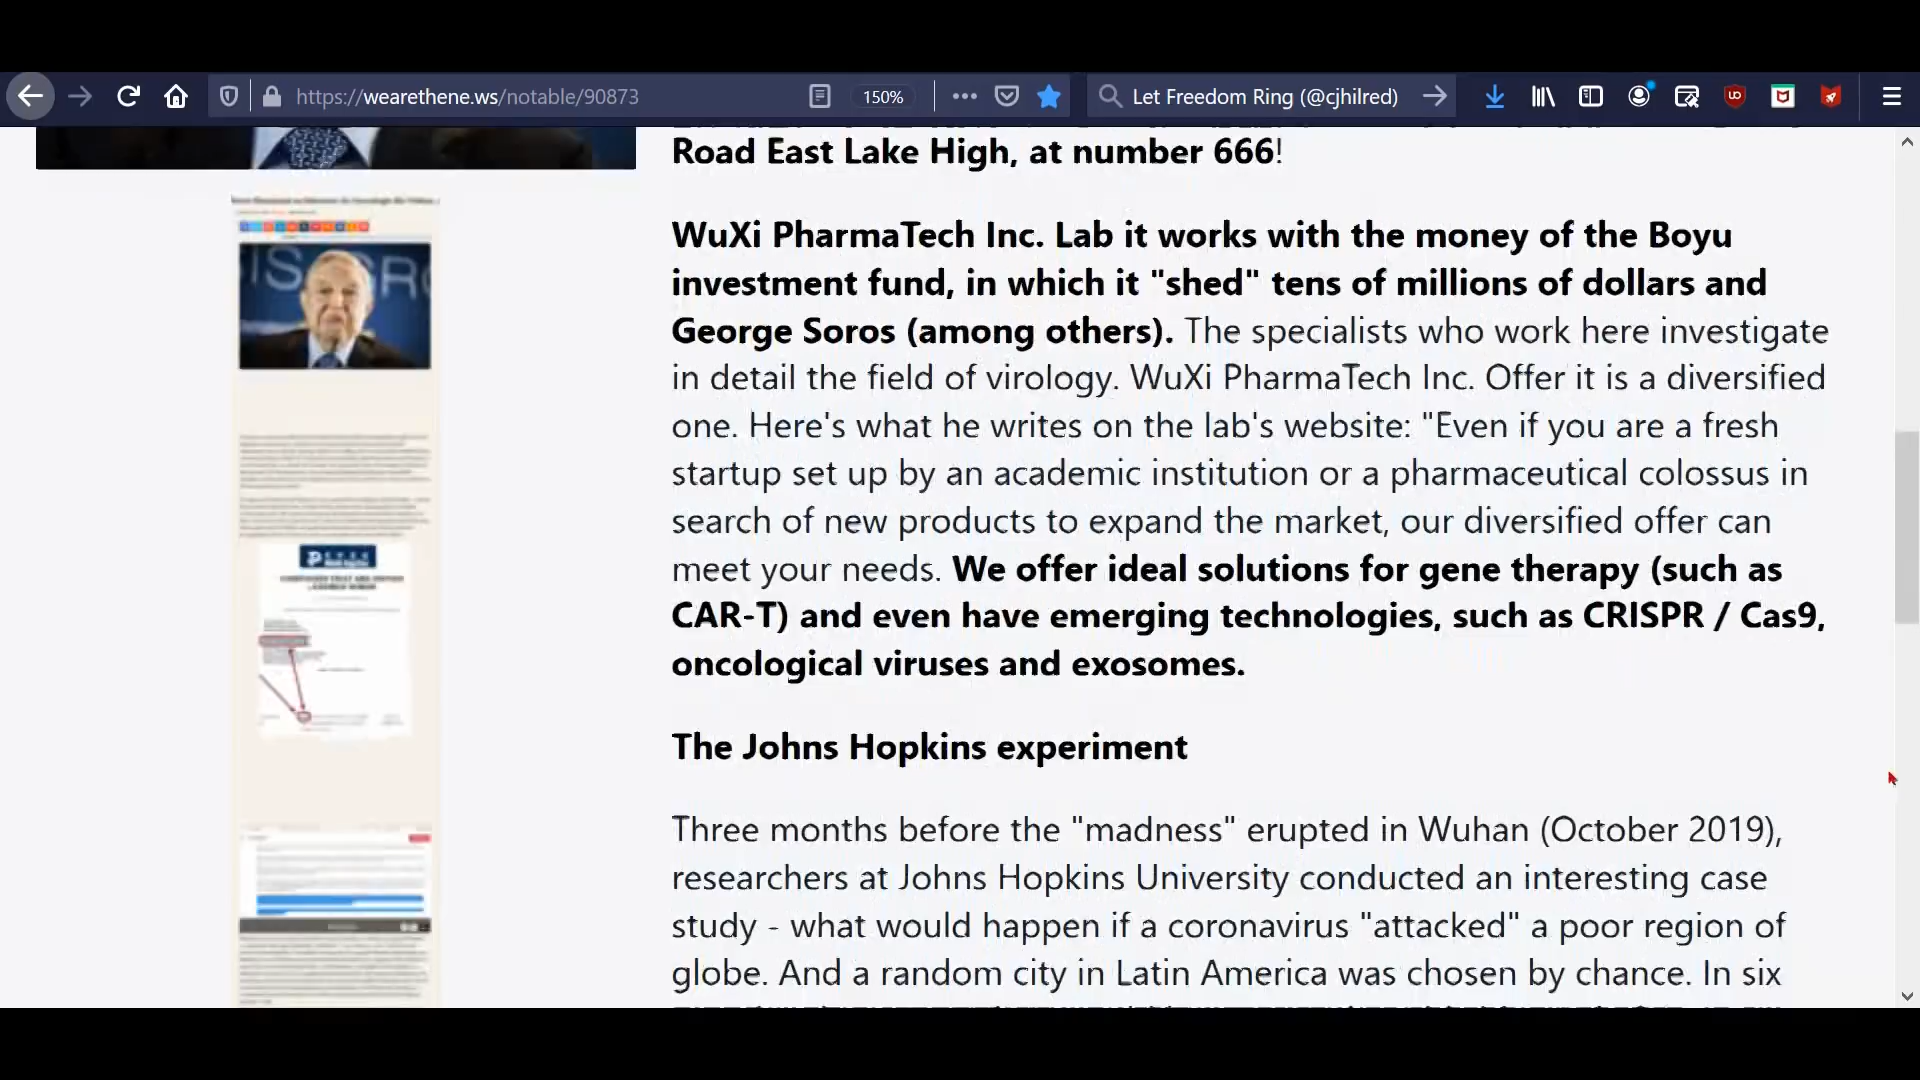 https://wearethene.ws/notable/90873
150%
Let Freedom Ring (@cjhilred)
Road East Lake High, at number 666!
WuXi PharmaTech Inc. Lab it works with the money of the Boyu
investment fund, in which it "shed" tens of millions of dollars and
George Soros (among others). The specialists who work here investigate
in detail the field of virology. WuXi PharmaTech Inc. Offer it is a diversified
one. Here's what he writes on the lab's website: "Even if you are a fresh
startup set up by an academic institution or a pharmaceutical colossus in
search of new products to expand the market, our diversified offer can
meet your needs. We offer ideal solutions for gene therapy (such as
CAR-T) and even have emerging technologies, such as CRISPR / Cas9,
oncological viruses and exosomes.
The Johns Hopkins experiment
Three months before the "madness" erupted in Wuhan (October 2019),
researchers at Johns Hopkins University conducted an interesting case
study - what would happen if a coronavirus "attacked" a poor region of
globe. And a random city in Latin America was chosen by chance. In six